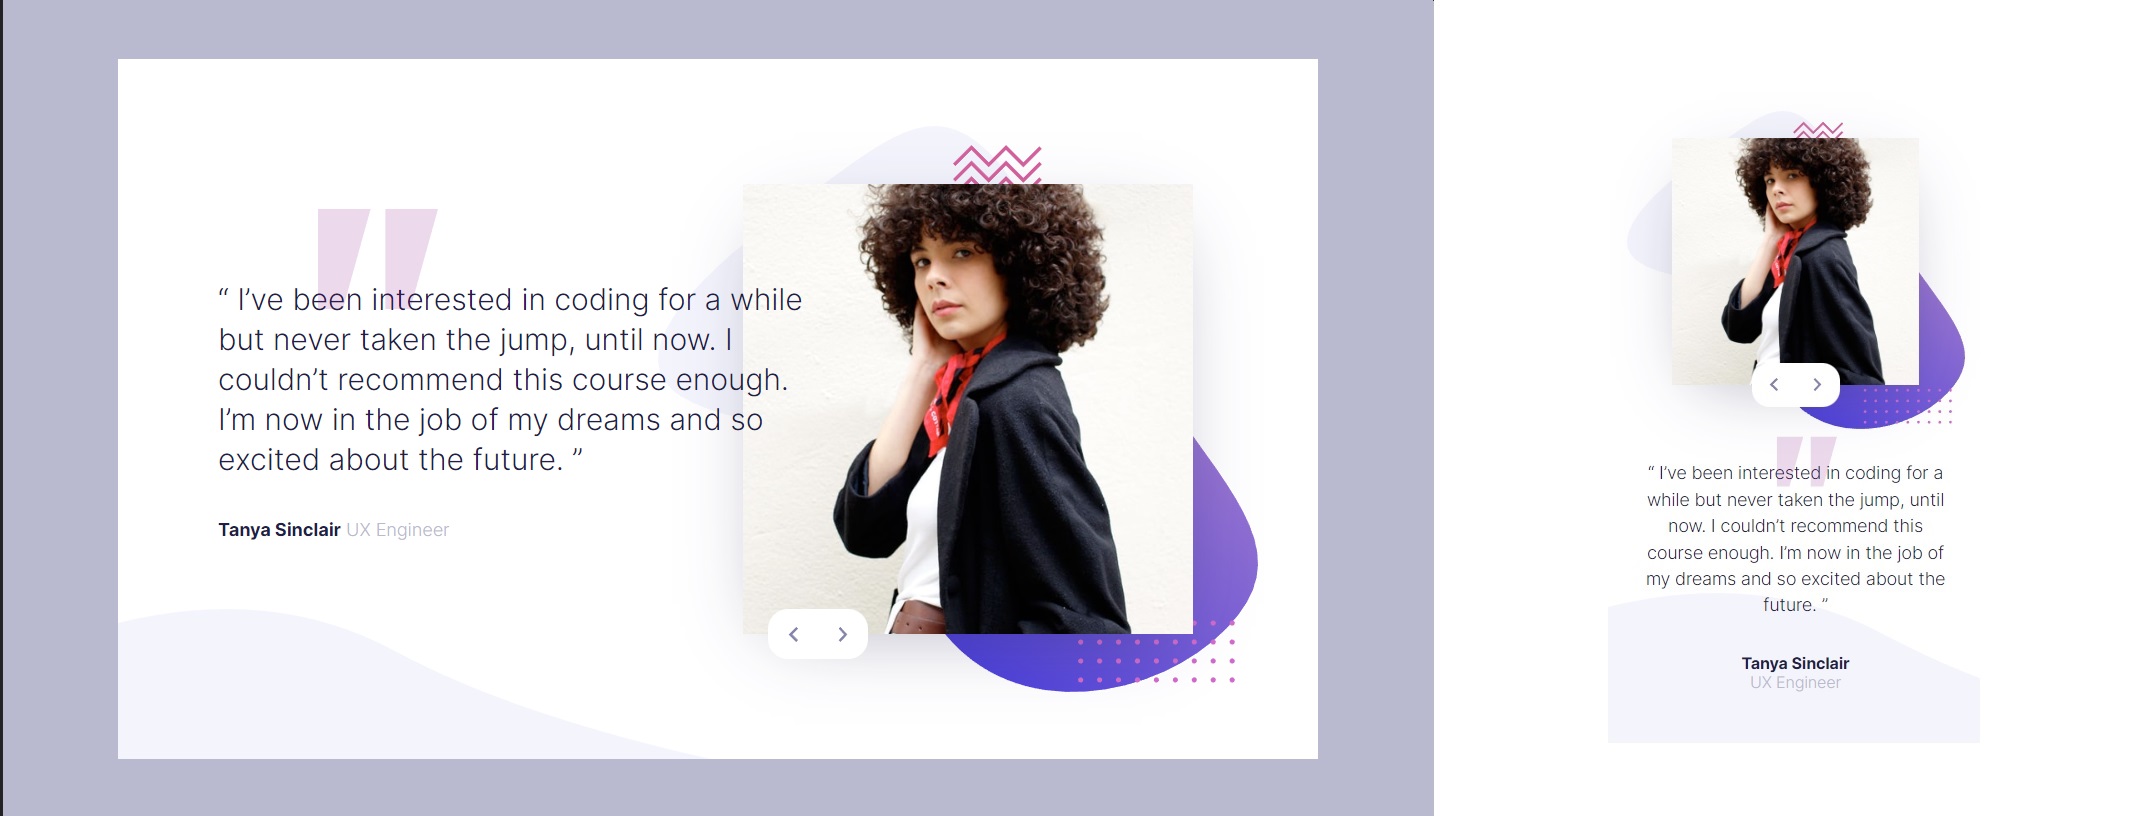 “ I’ve been interested in coding for a while
but never taken the jump, until now. I
couldn’t recommend this course enough.
I’m now in the job of my dreams and so
excited about the future. ”
Tanya Sinclair UX Engineer
“ I’ve been interested in coding for a
while but never taken the jump, until
now. I couldn’t recommend this
course enough. I’m now in the job of
my dreams and so excited about the
future. ”
Tanya Sinclair
UX Engineer